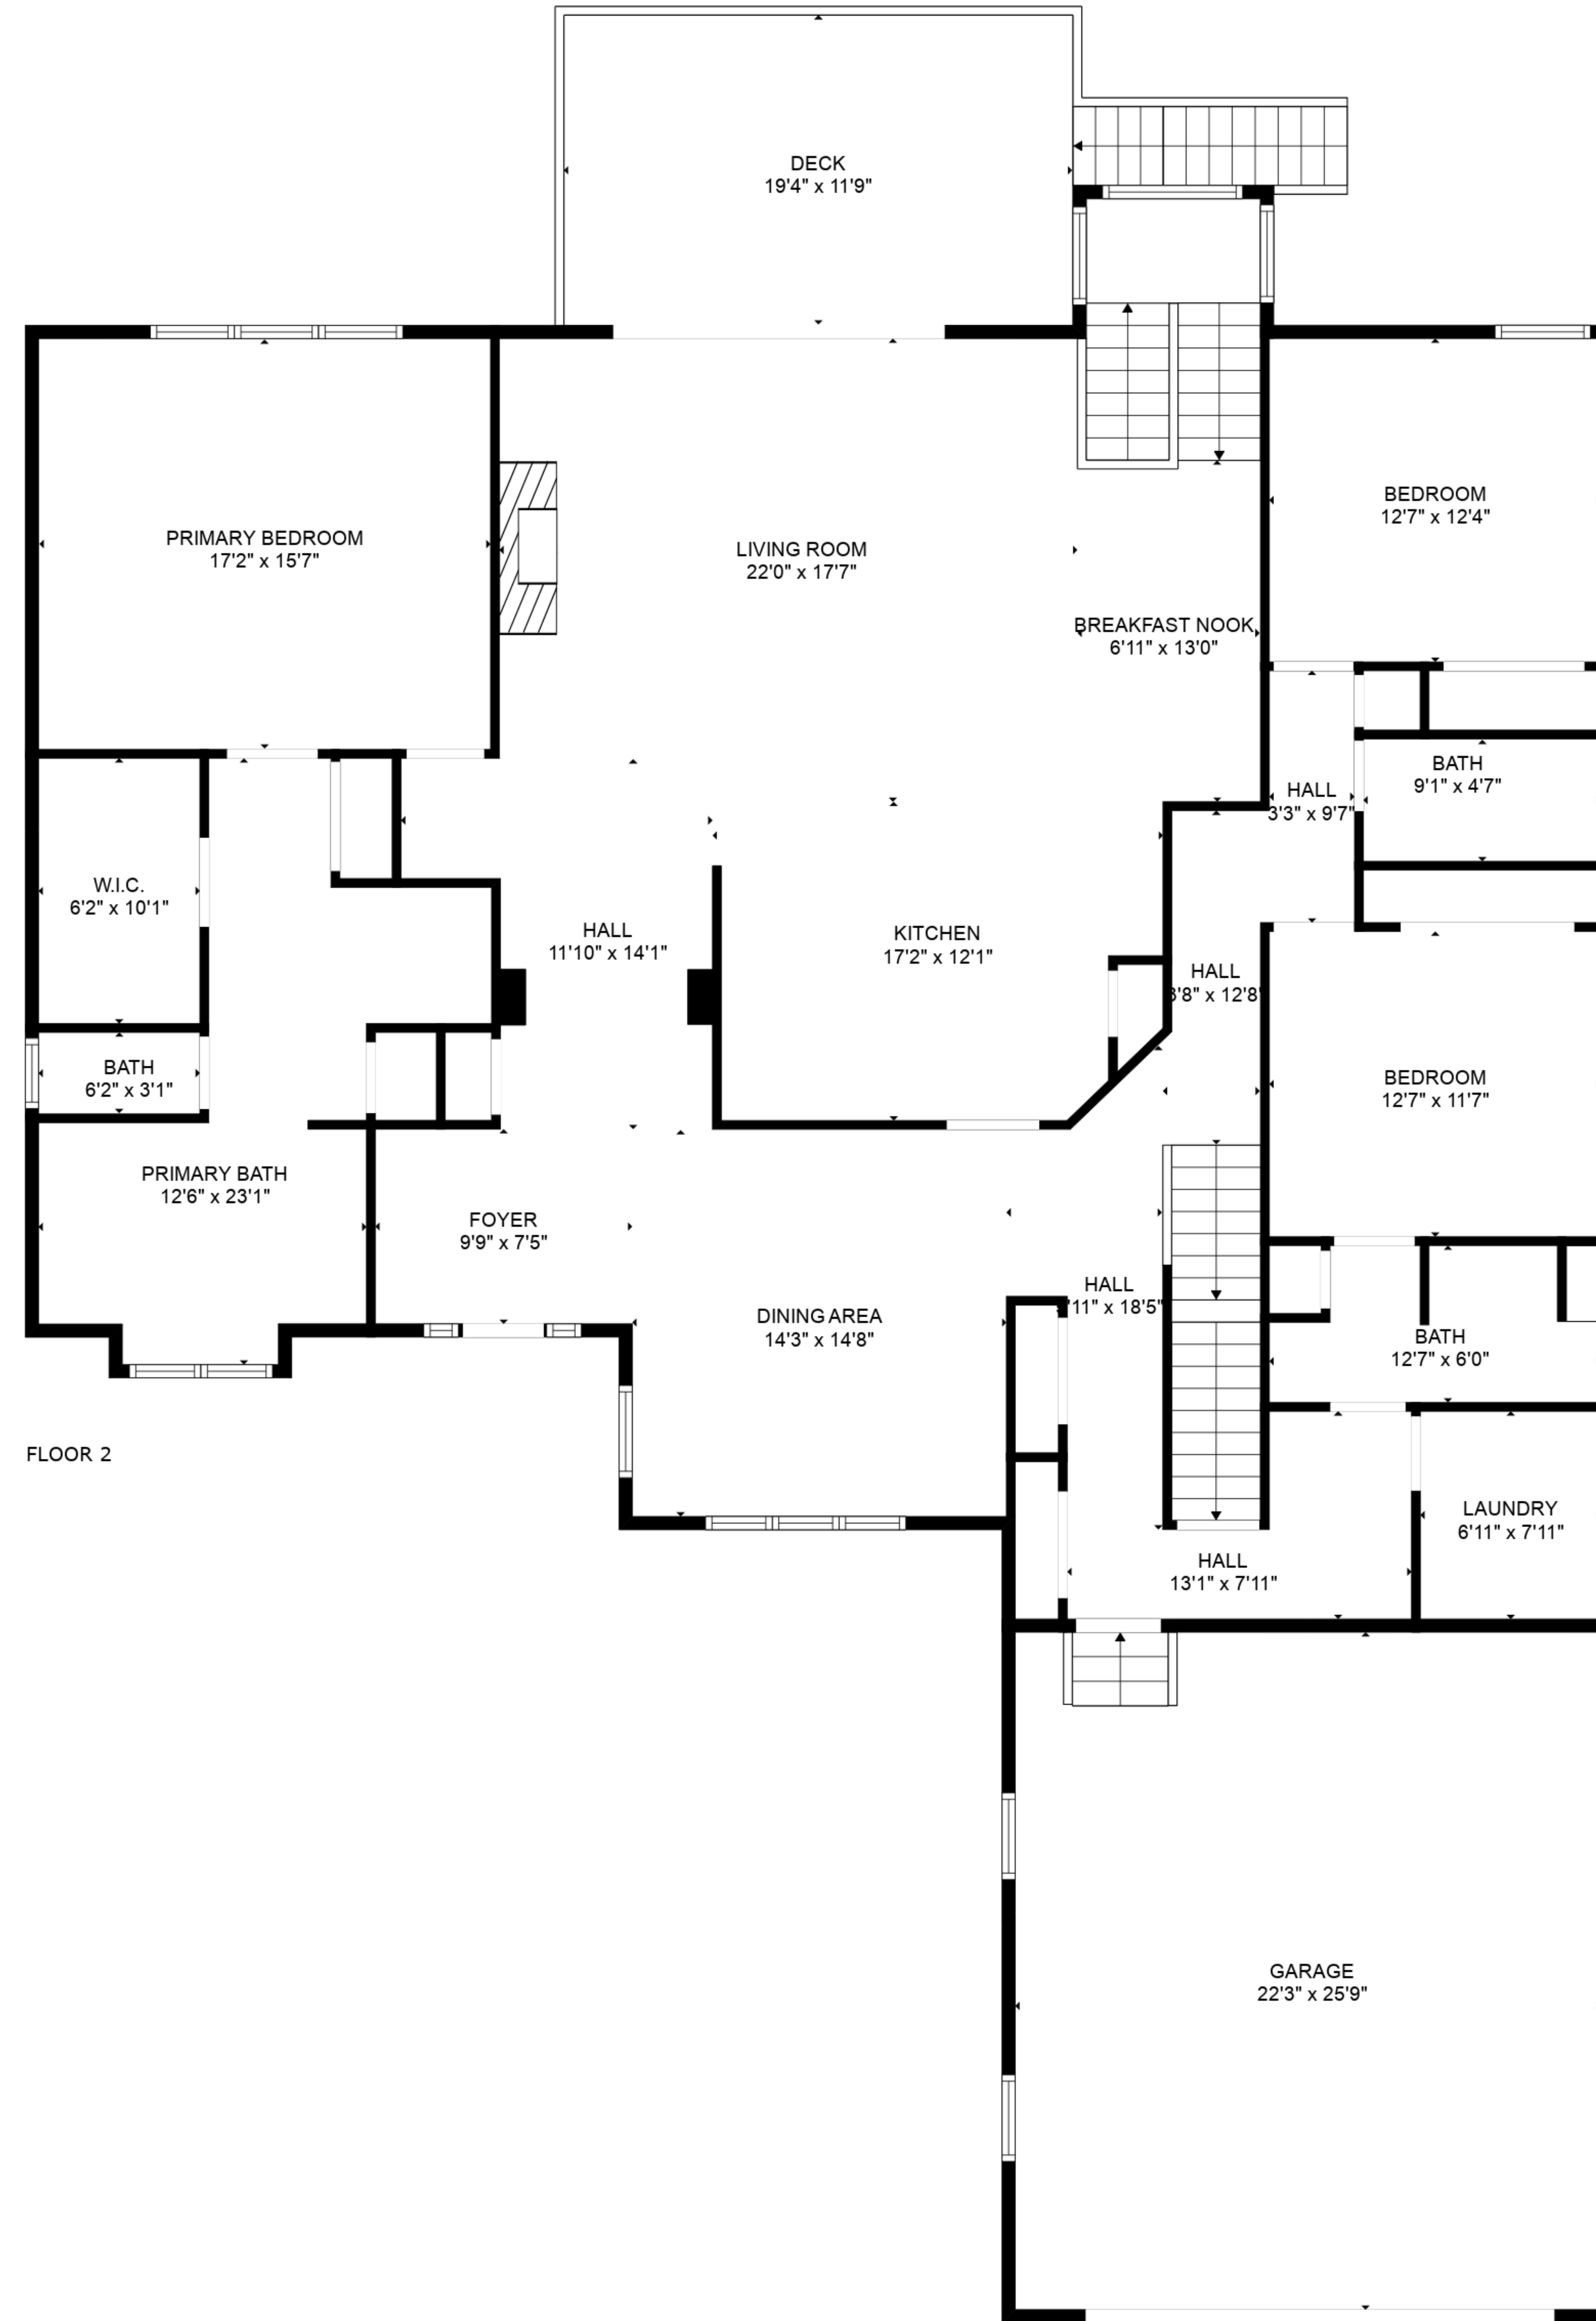 DECK
19'4" x 11'9"
BEDROOM
12'7" x 12'4"
PRIMARY BEDROOM
17'2" x 15'7"
LIVING ROOM
22'0" x 17'7"
BREAKFAST NOOK
6'11" x 13'0"
BATH
9'1" x 4'7"
HALL
3'3" x 9'7"
W.I.C.
6'2" x 10'1"
HALL
11'10" x 14'1"
KITCHEN
17'2" x 12'1"
HALL
x 12'8"
BATH
6'2" x 3'1"
BEDROOM
12'7" x 11'7"
PRIMARY BATH
12'6" x 23'1"
FOYER
9'9" x 7'5"
HALL
x 18'5"
DINING AREA
14'3" x 14'8"
BATH
12'7" x 6'0"
FLOOR 2
LAUNDRY
6'11" x 7'11"
HALL
13'1" x 7'11"
GARAGE
22'3" x 25'9"